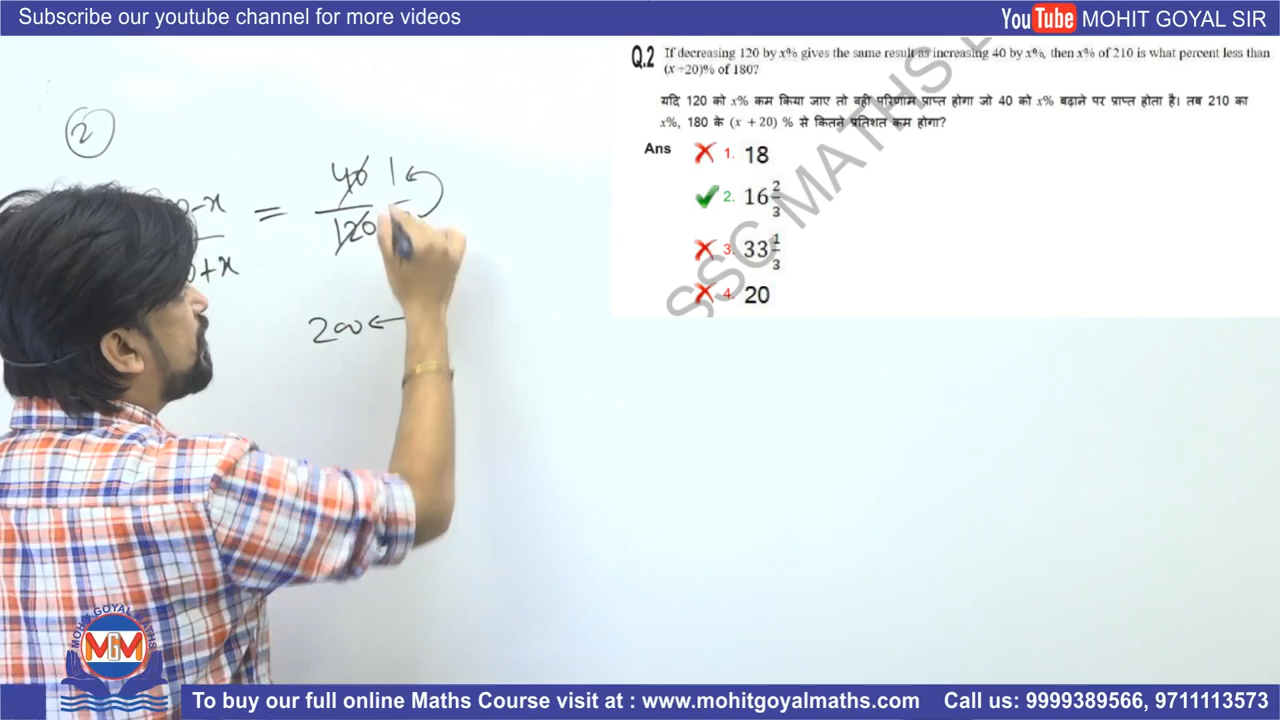 Subscribe our youtube channel for more videos
YouTube MOHIT GOYAL SIR
Q.2 If decreasing 120 by x% gives the same result as increasing 40 by x%, then x% of 210 is what percent less than
(x+20)% of 180?
यदि 120 को x% कम किया जाए तो वही परिणाम प्राप्त होगा जो 40 को x% बढ़ाने पर प्राप्त होता है। तब 210 का
x%, 180 के (x + 20) % से कितने प्रतिशत कम होगा?
Ans
1. 18
2. 16 2/3
3. 33 1/3
4. 20
SSC MATHS
2
-x
+x
=
40
120
1
200 ←
MOHIT GOYAL MATHS
MGM
To buy our full online Maths Course visit at : www.mohitgoyalmaths.com Call us: 9999389566, 9711113573